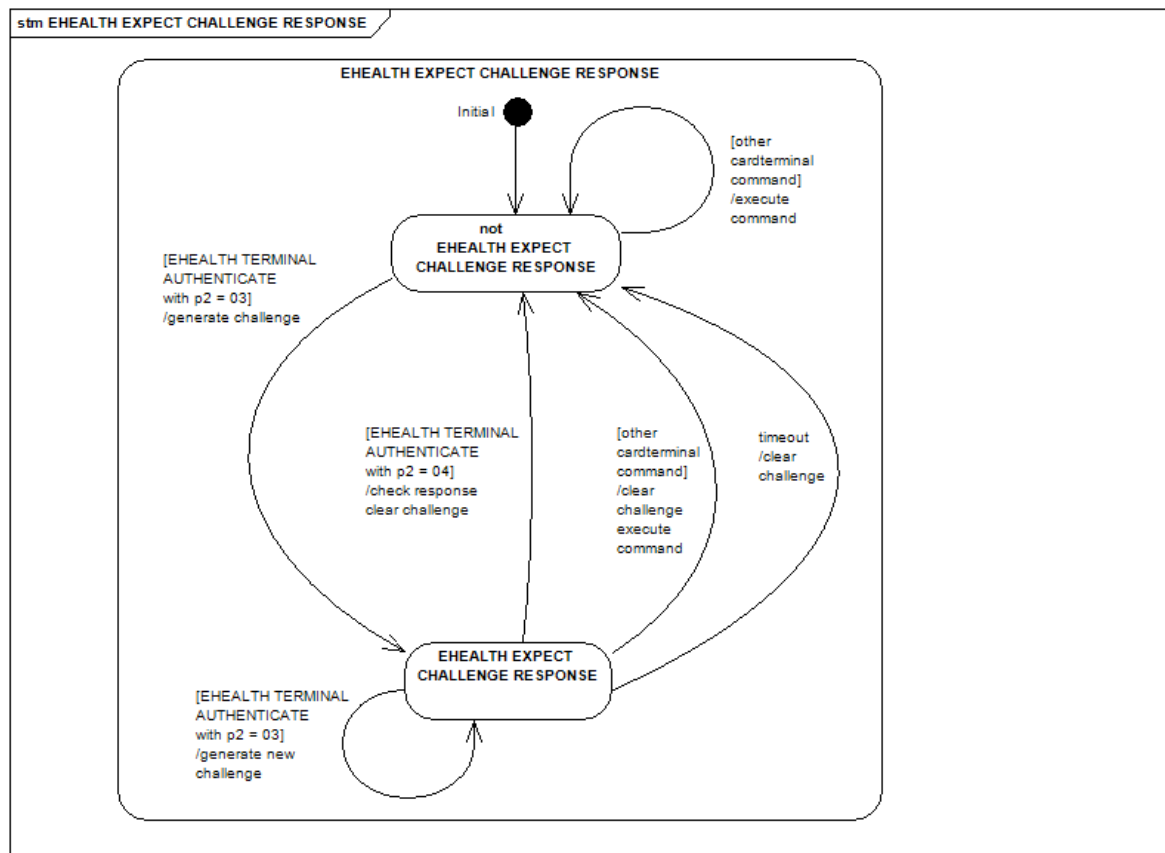 stm EHEALTH EXPECT CHALLENGE RESPONSE
EHEALTH EXPECT CHALLENGE RESPONSE
Initial
[other
cardterminal
command]
/execute
command
not
EHEALTH EXPECT
CHALLENGE RESPONSE
[EHEALTH TERMINAL
AUTHENTICATE
with p2 = 03]
/generate challenge
[EHEALTH TERMINAL
AUTHENTICATE
with p2 = 04]
/check response
clear challenge
[other
cardterminal
command]
/clear
challenge
execute
command
timeout
/clear
challenge
EHEALTH EXPECT
CHALLENGE RESPONSE
[EHEALTH TERMINAL
AUTHENTICATE
with p2 = 03]
/generate new
challenge